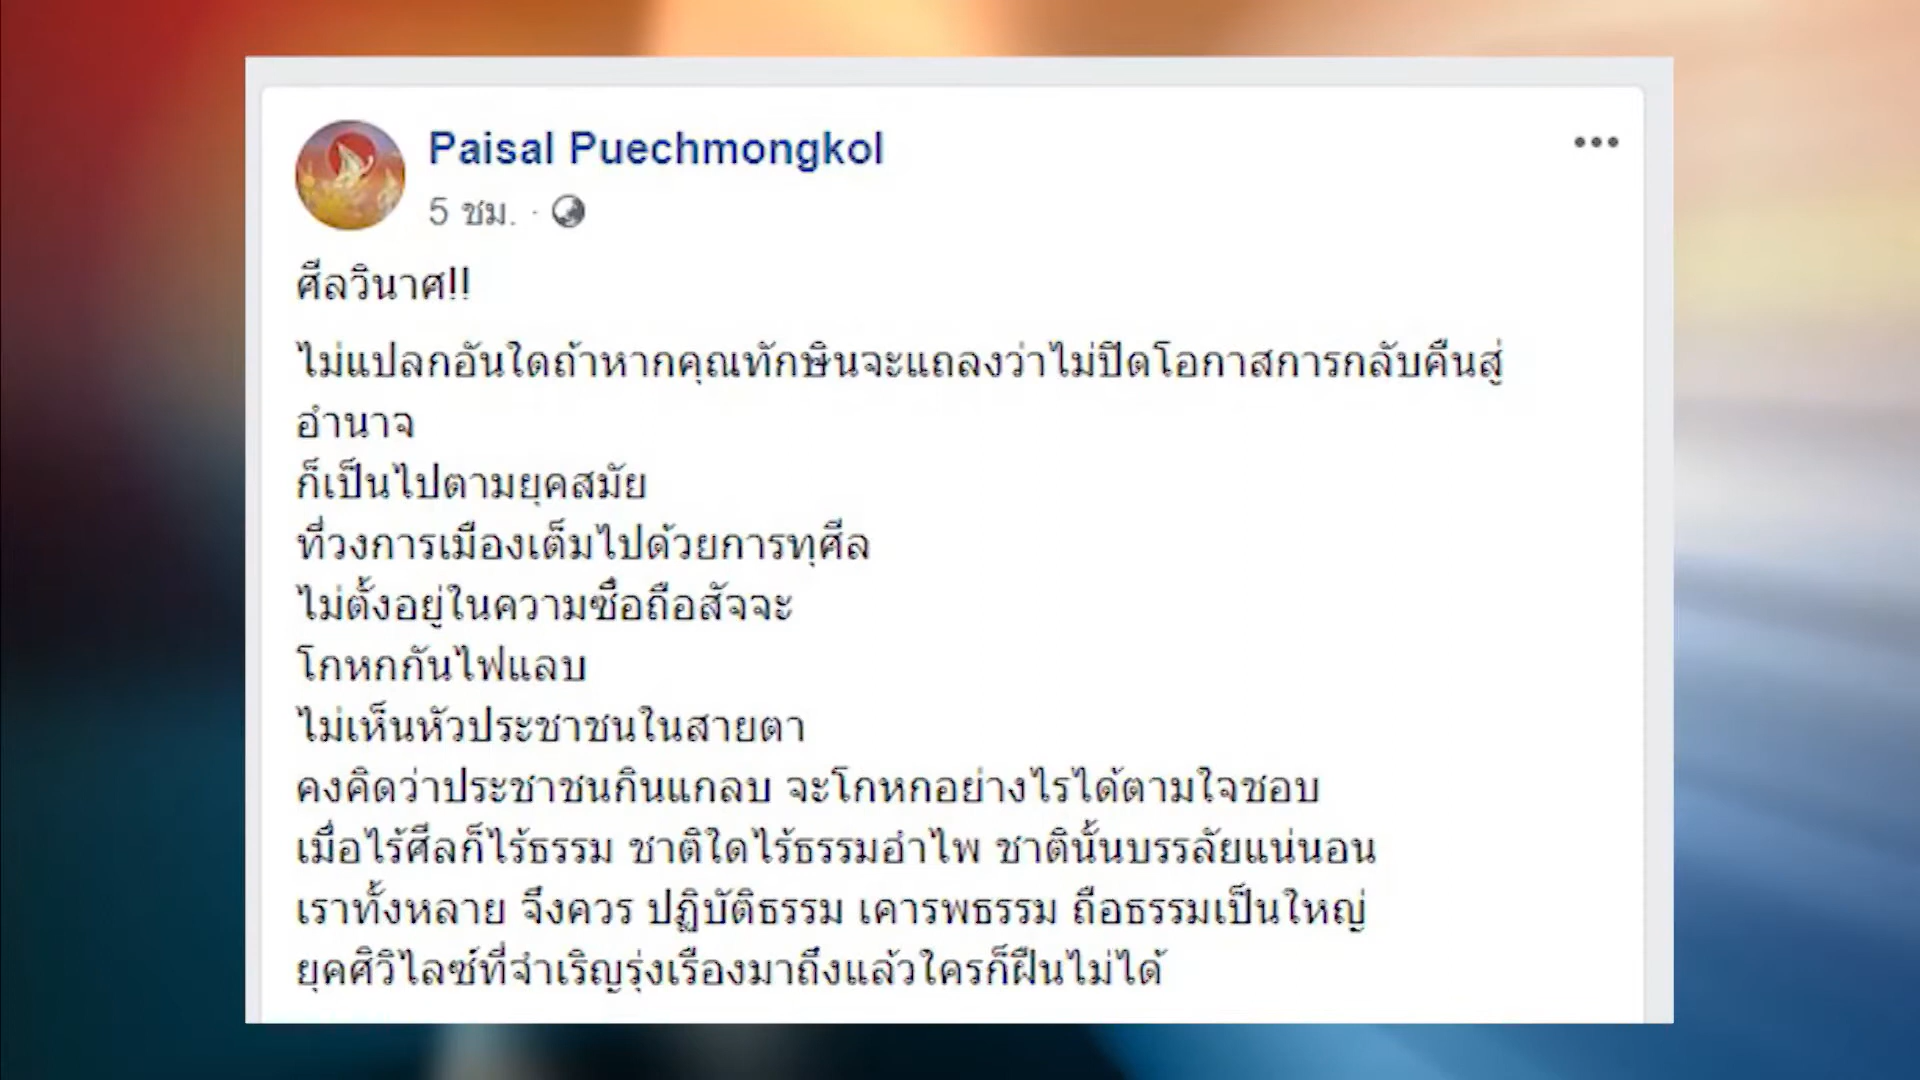 Paisal Puechmongkol
5 ชม. ·
ศีลวินาศ!!
ไม่แปลกอันใดถ้าหากคุณทักษินจะแถลงว่าไม่ปิดโอกาสการกลับคืนสู่
อำนาจ
ก็เป็นไปตามยุคสมัย
ที่วงการเมืองเต็มไปด้วยการทุศีล
ไม่ตั้งอยู่ในความซื่อถือสัจจะ
โกหกกันไฟแลบ
ไม่เห็นหัวประชาชนในสายตา
คงคิดว่าประชาชนกินแกลบ จะโกหกอย่างไรได้ตามใจชอบ
เมื่อไร้ศีลก็ไร้ธรรม ชาติใดไร้ธรรมอำไพ ชาตินั้นบรรลัยแน่นอน
เราทั้งหลาย จึงควร ปฏิบัติธรรม เคารพธรรม ถือธรรมเป็นใหญ่
ยุคศิวิไลซ์ที่จำเริญรุ่งเรืองมาถึงแล้วใครก็ฝืนไม่ได้